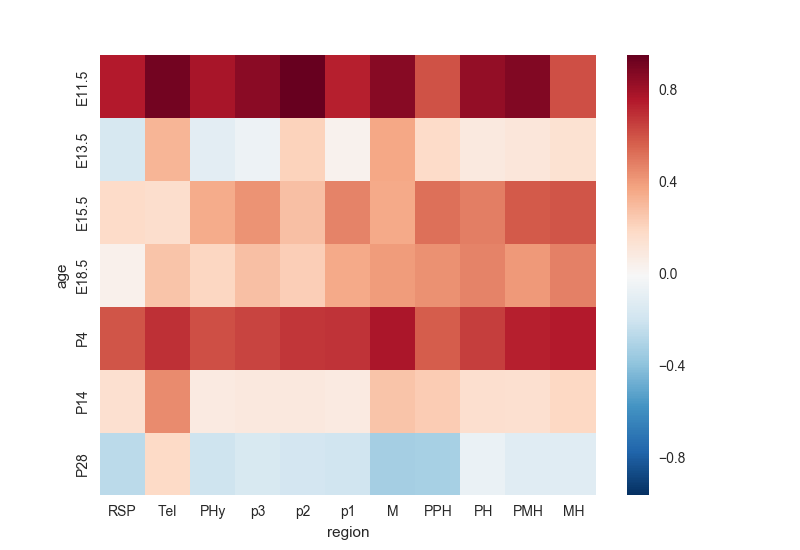 E11.5
E13.5
E15.5
E18.5
P4
P14
P28
age
RSP Tel PHy p3 p2 p1 M PPH PH PMH MH
region
0.8
0.4
0.0
−0.4
−0.8